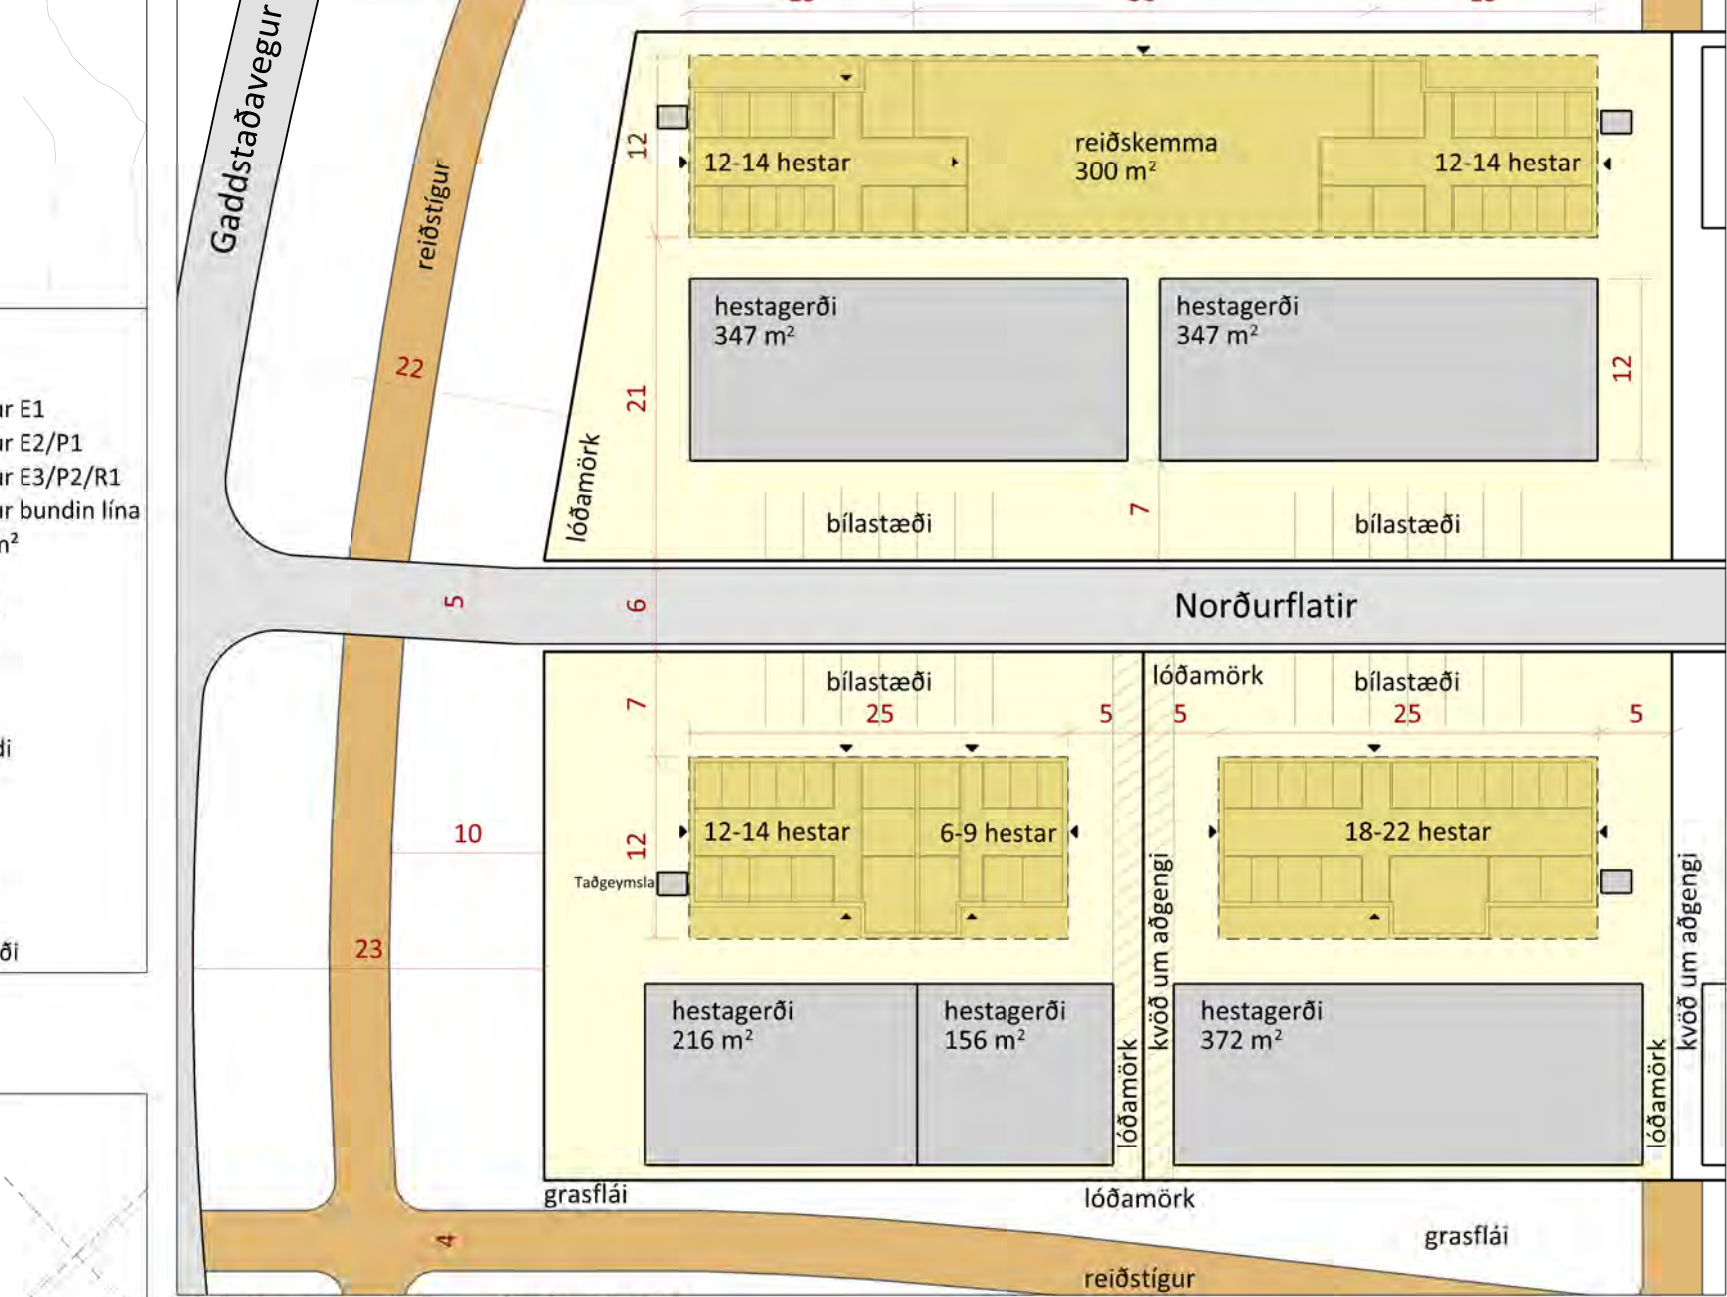 Gaddstaðavegur
reiðstígur
12
12-14 hestar
reiðskemma
300 m²
12-14 hestar
hestagerði
347 m²
hestagerði
347 m²
22
21
12
lóðamörk
bílastæði
7
bílastæði
E1
E2/P1
E3/P2/R1
bundin lína
m²
5
6
Norðurflatir
bílastæði
lóðamörk
bílastæði
7
25
5
5
25
5
12
12-14 hestar
6-9 hestar
18-22 hestar
10
Taðgeymsla
kvöð um aðgengi
kvöð um aðgengi
23
hestagerði
216 m²
hestagerði
156 m²
hestagerði
372 m²
lóðamörk
lóðamörk
grasflái
lóðamörk
4
grasflái
reiðstígur